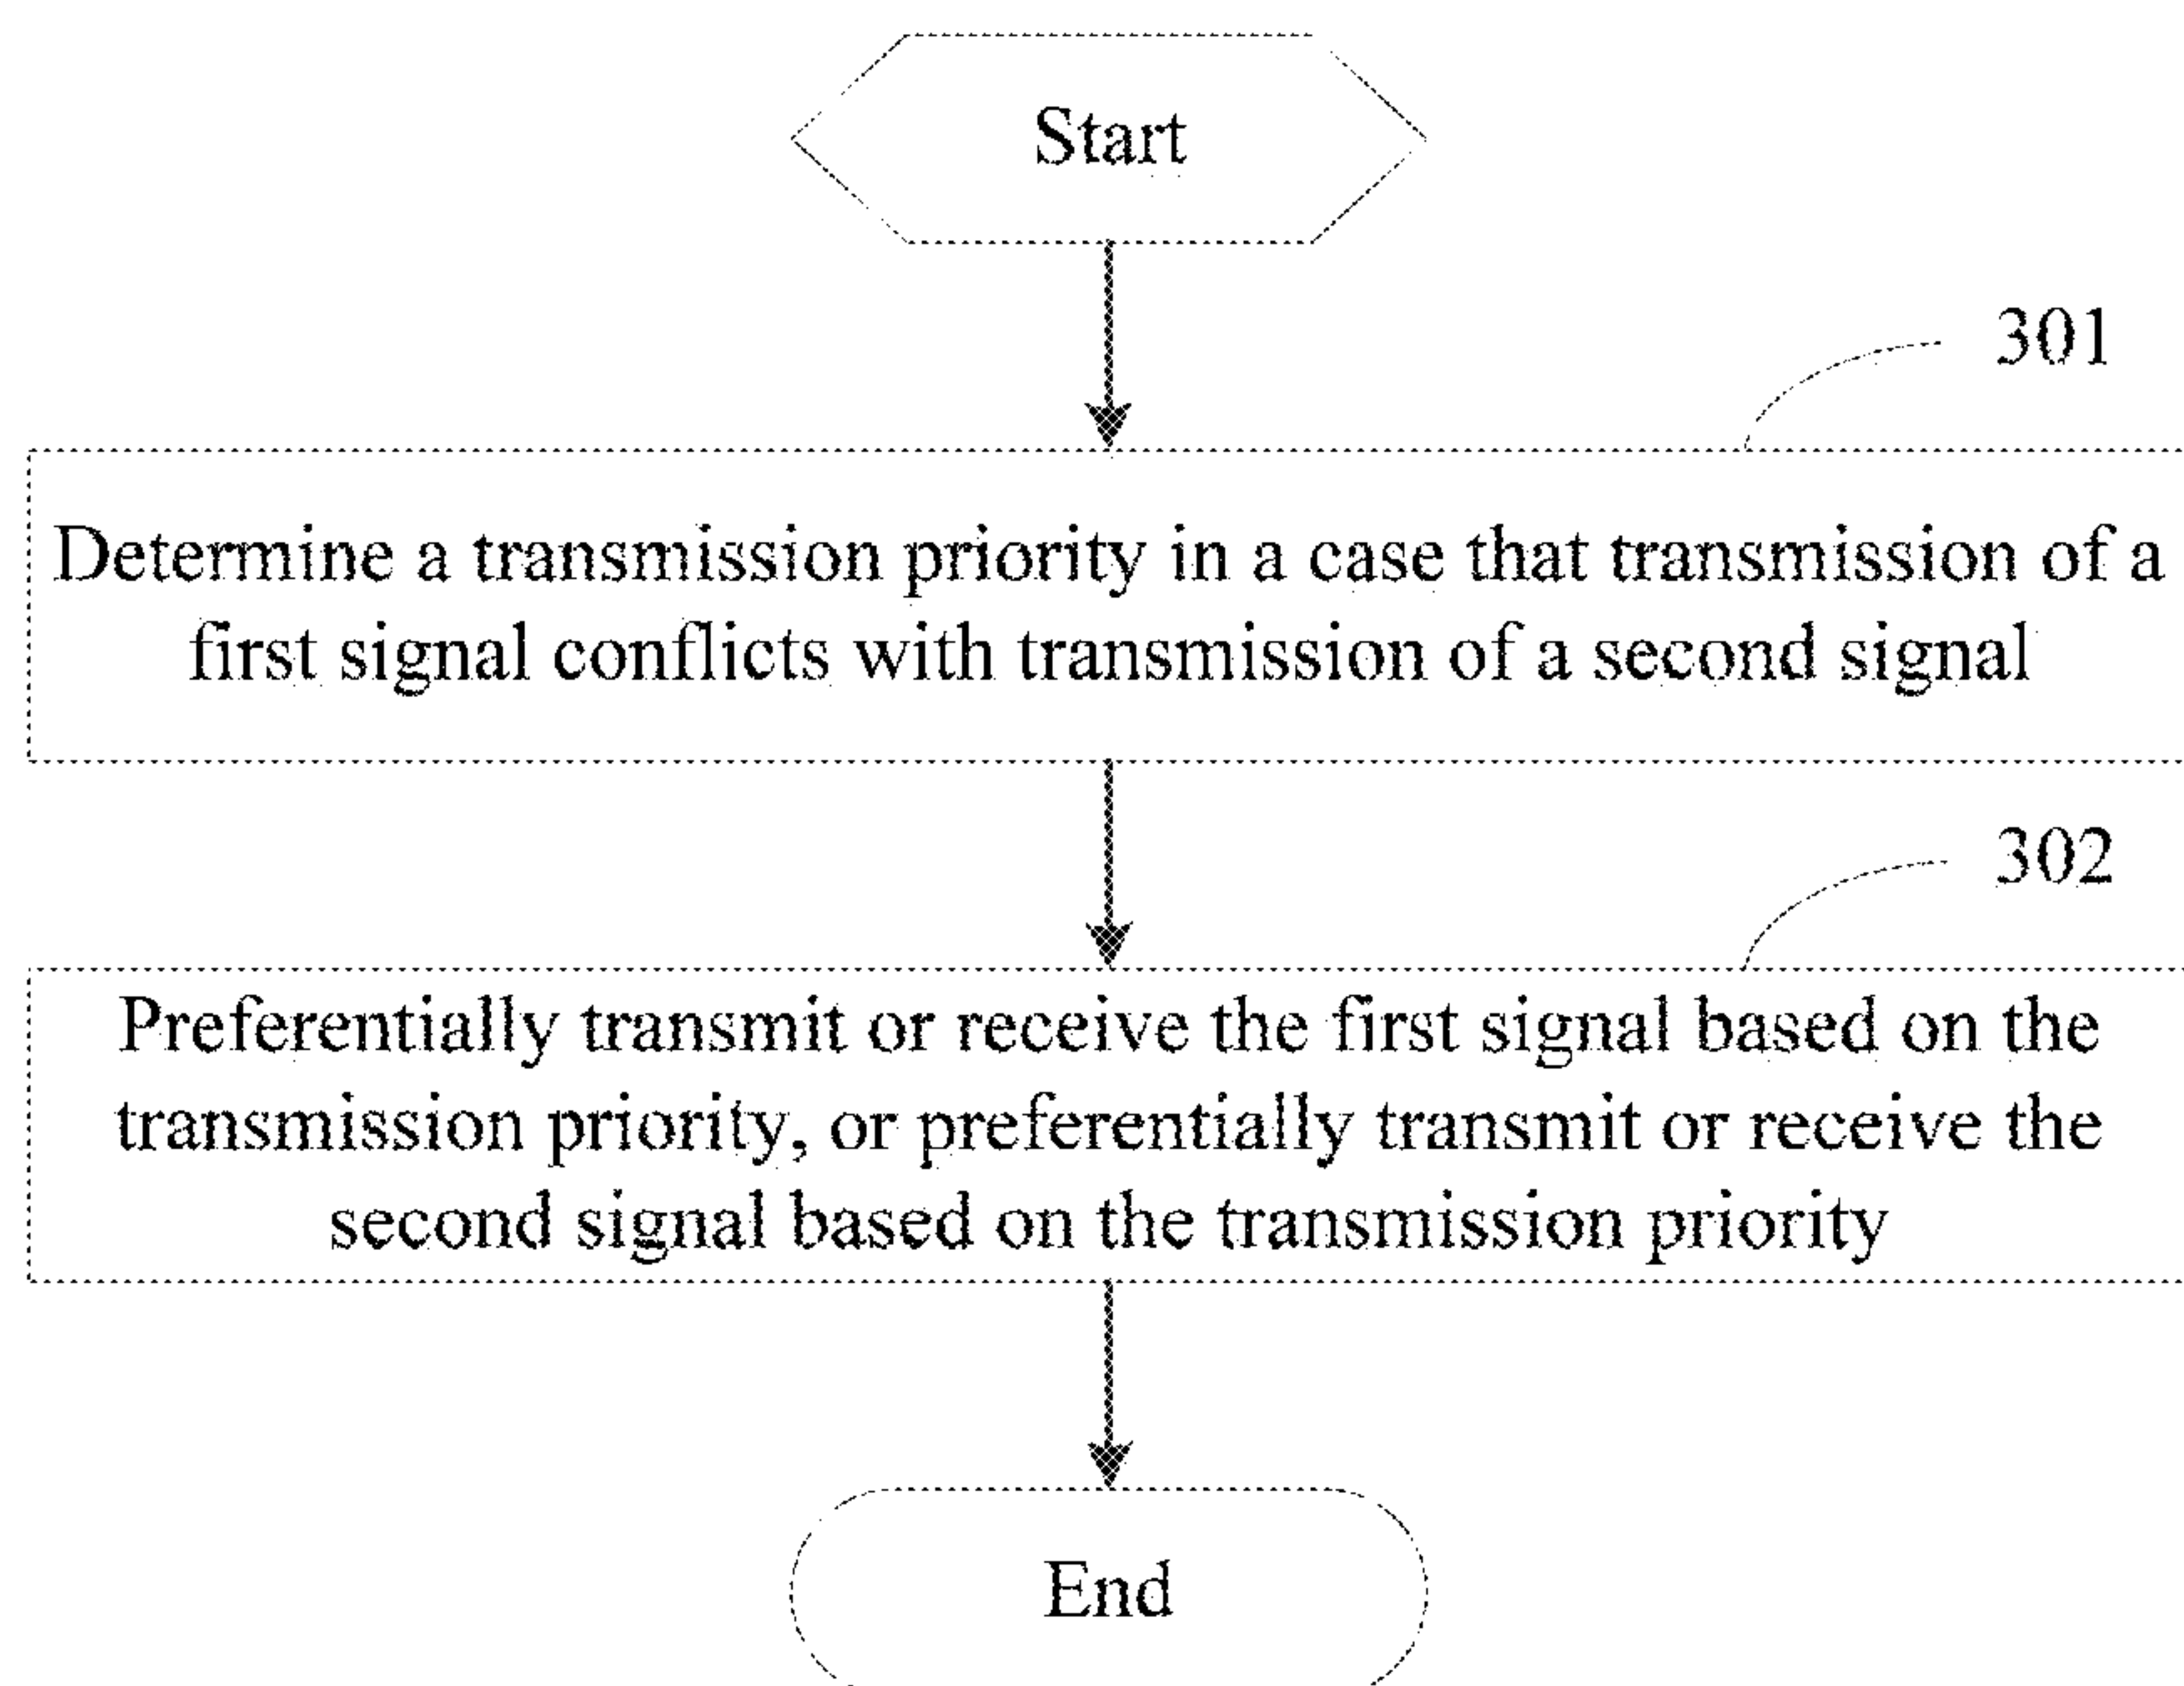 Start
301
Determine a transmission priority in a case that transmission of a
first signal conflicts with transmission of a second signal
302
Preferentially transmit or receive the first signal based on the
transmission priority, or preferentially transmit or receive the
second signal based on the transmission priority
End